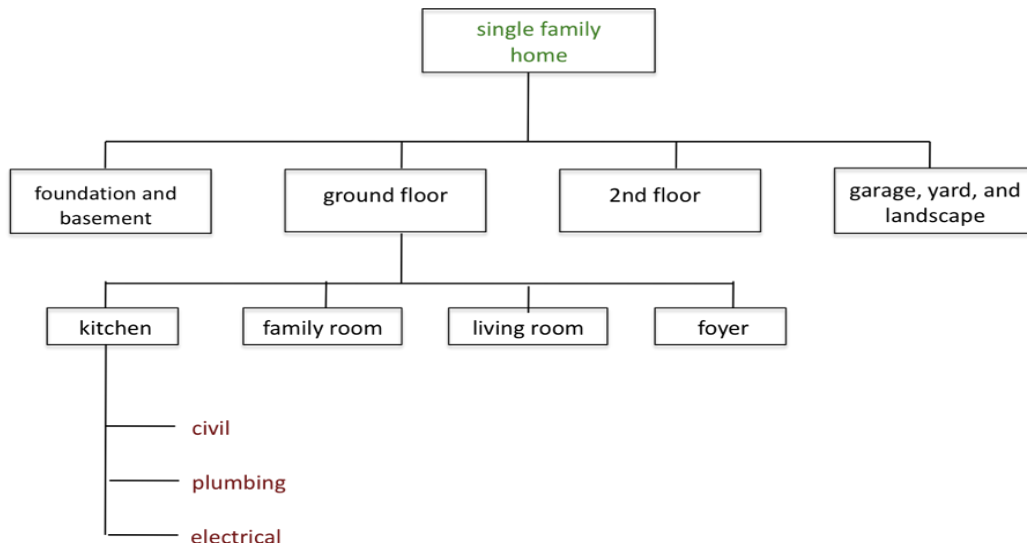 single family
home
foundation and
basement
ground floor
2nd floor
garage, yard, and
landscape
kitchen
family room
living room
foyer
civil
plumbing
electrical